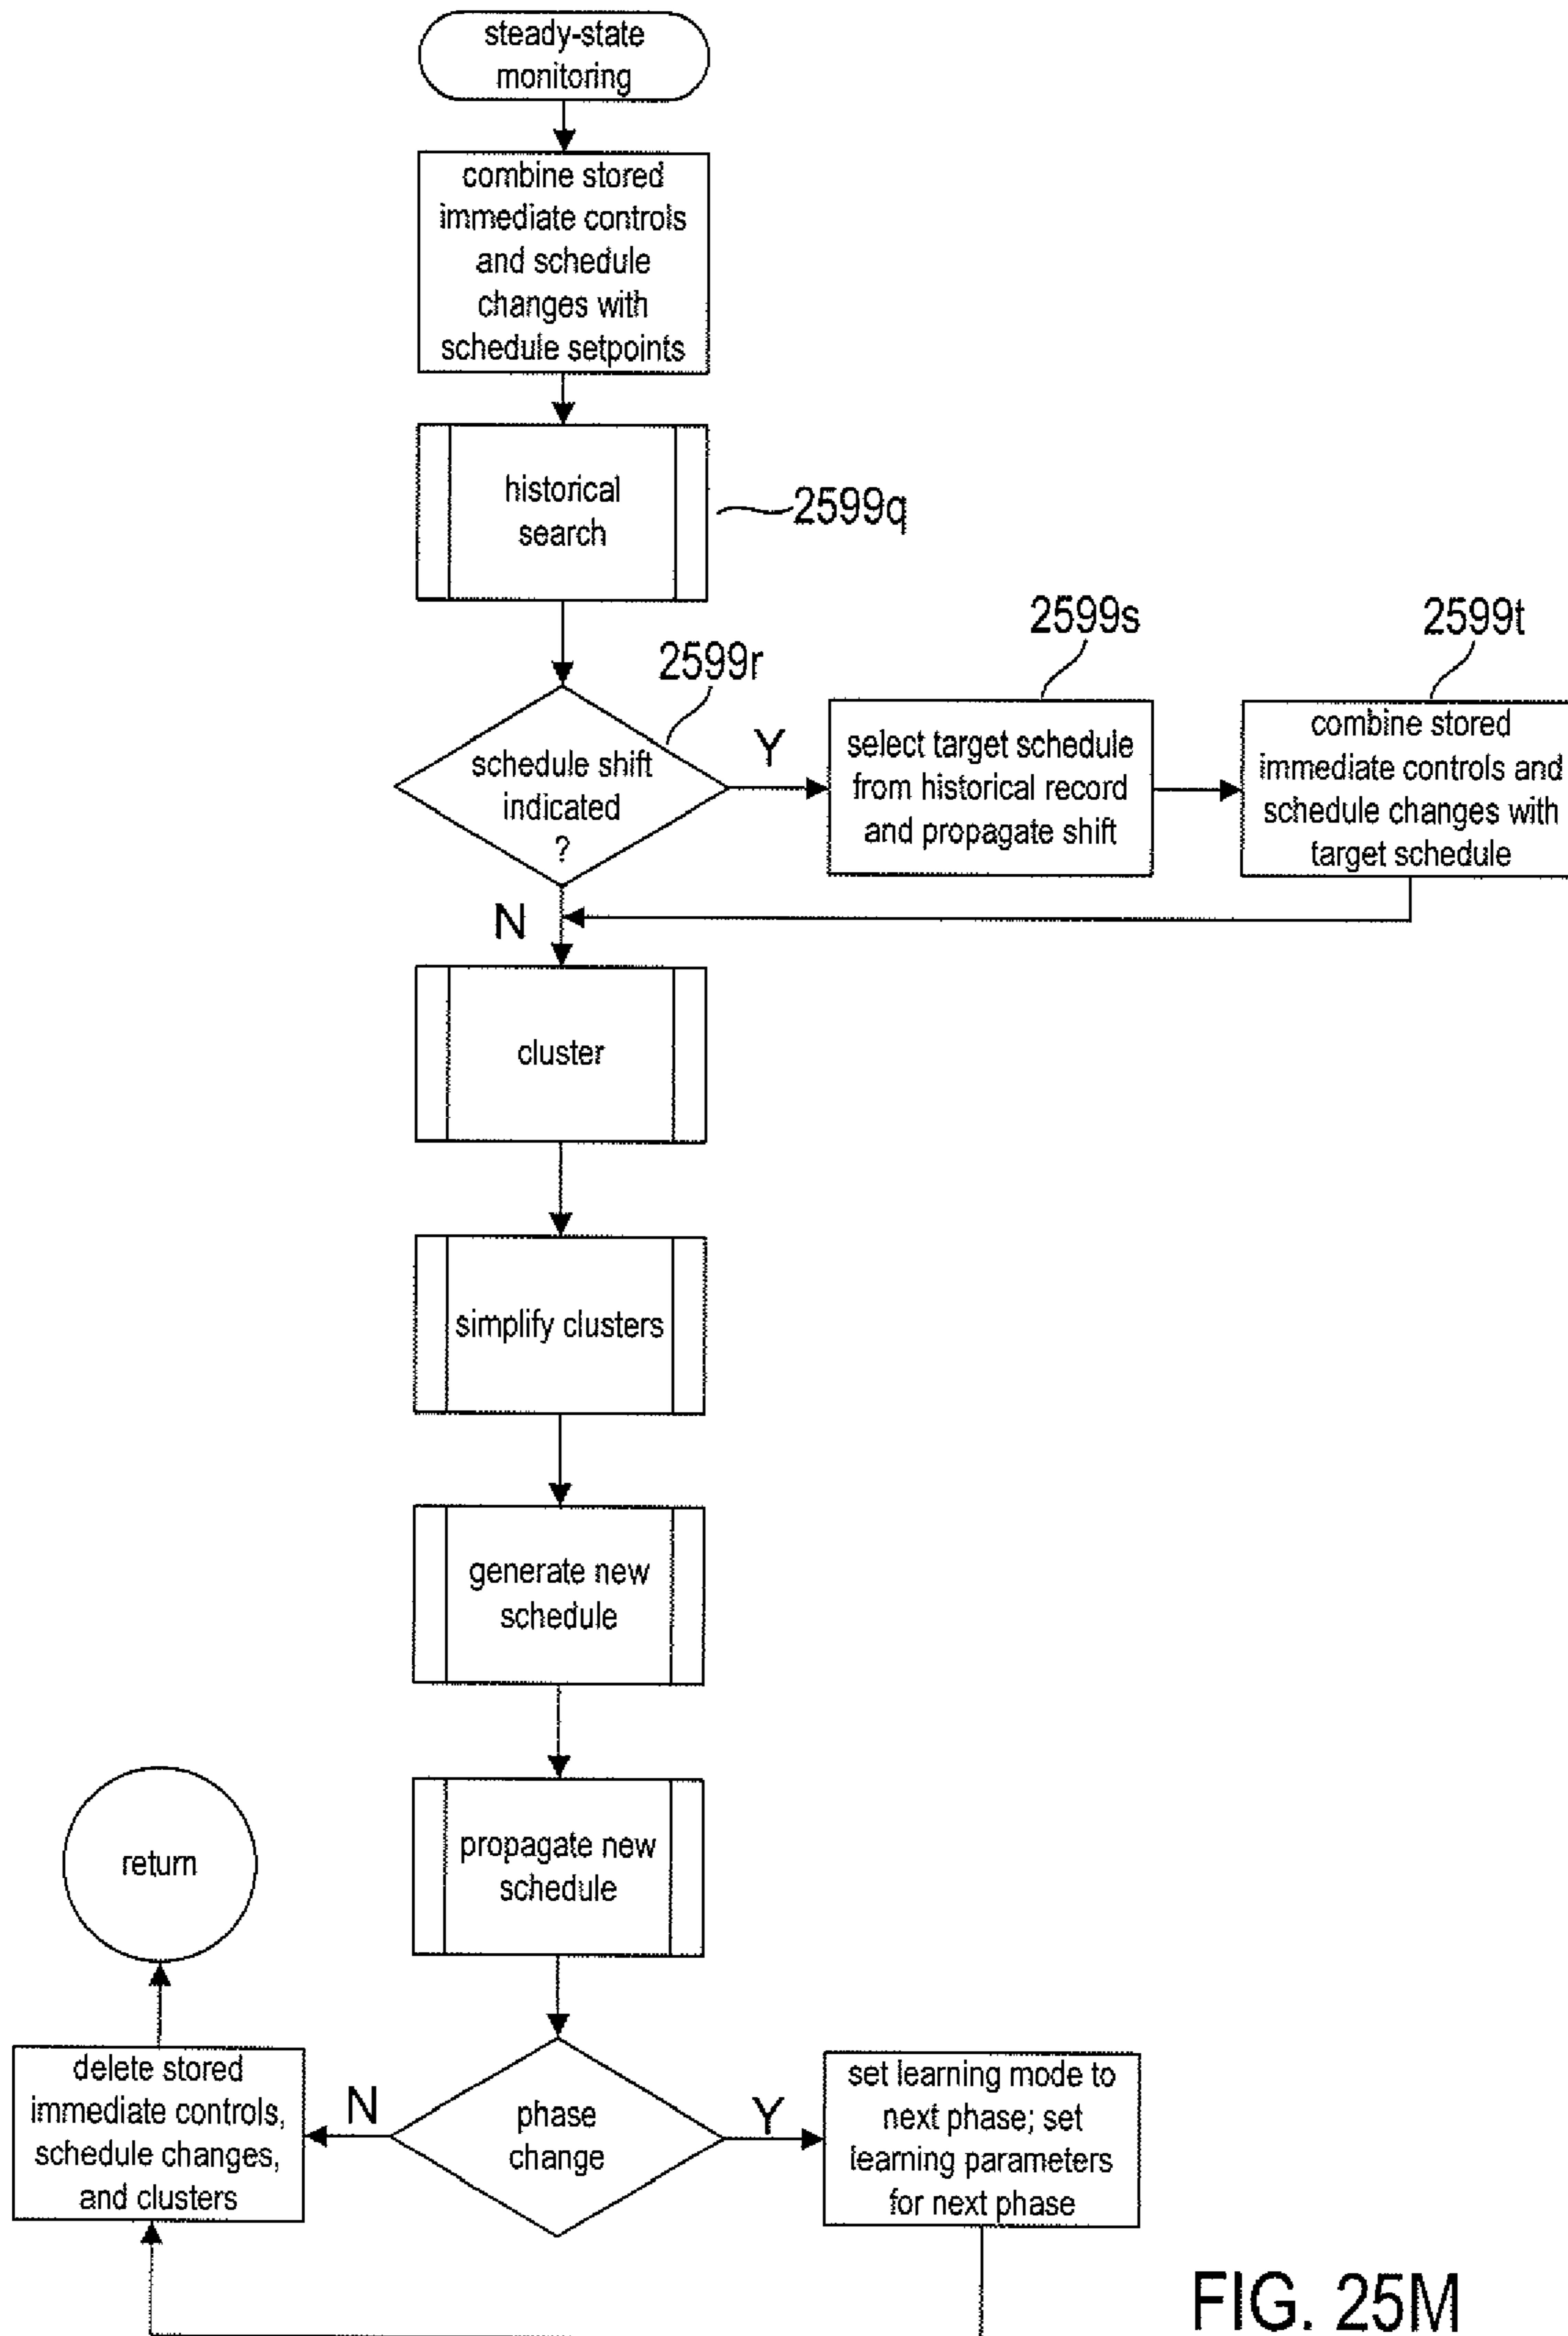 steady-state
monitoring
combine stored
immediate controls
and schedule
changes with
schedule setpoints
historical
search
2599q
2599r
2599s
2599t
schedule shift
indicated
?
Y
select target schedule
from historical record
and propagate shift
combine stored
immediate controls and
schedule changes with
target schedule
N
cluster
simplify clusters
generate new
schedule
propagate new
schedule
return
phase
change
N
Y
delete stored
immediate controls,
schedule changes,
and clusters
set learning mode to
next phase; set
learning parameters
for next phase
FIG. 25M